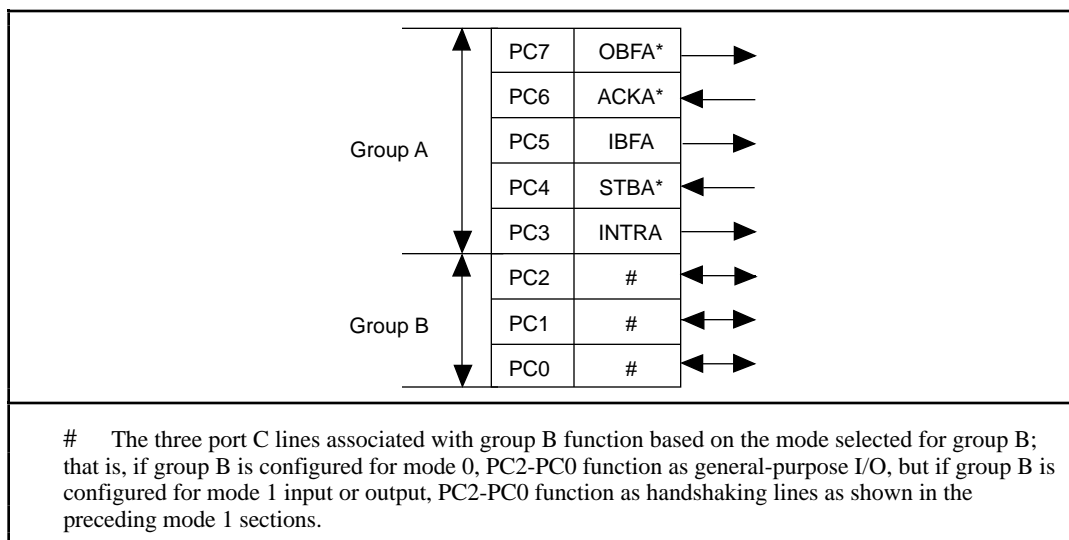 PC7 OBFA*
PC6 ACKA*
Group A PC5 IBFA
PC4 STBA*
PC3 INTRA
PC2 #
Group B PC1 #
PC0 #
# The three port C lines associated with group B function based on the mode selected for group B;
that is, if group B is configured for mode 0, PC2-PC0 function as general-purpose I/O, but if group B is
configured for mode 1 input or output, PC2-PC0 function as handshaking lines as shown in the
preceding mode 1 sections.